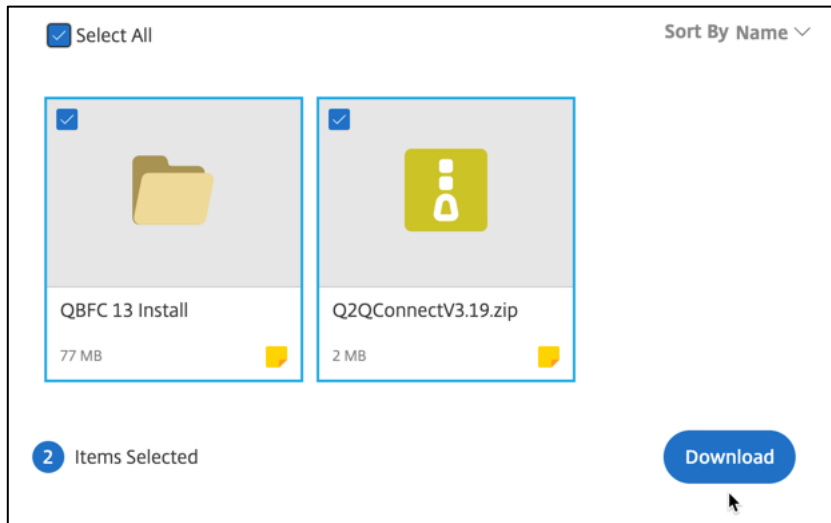 Select All
Sort By Name
QBFC 13 Install
77 MB
Q2QConnectV3.19.zip
2 MB
2 Items Selected
Download